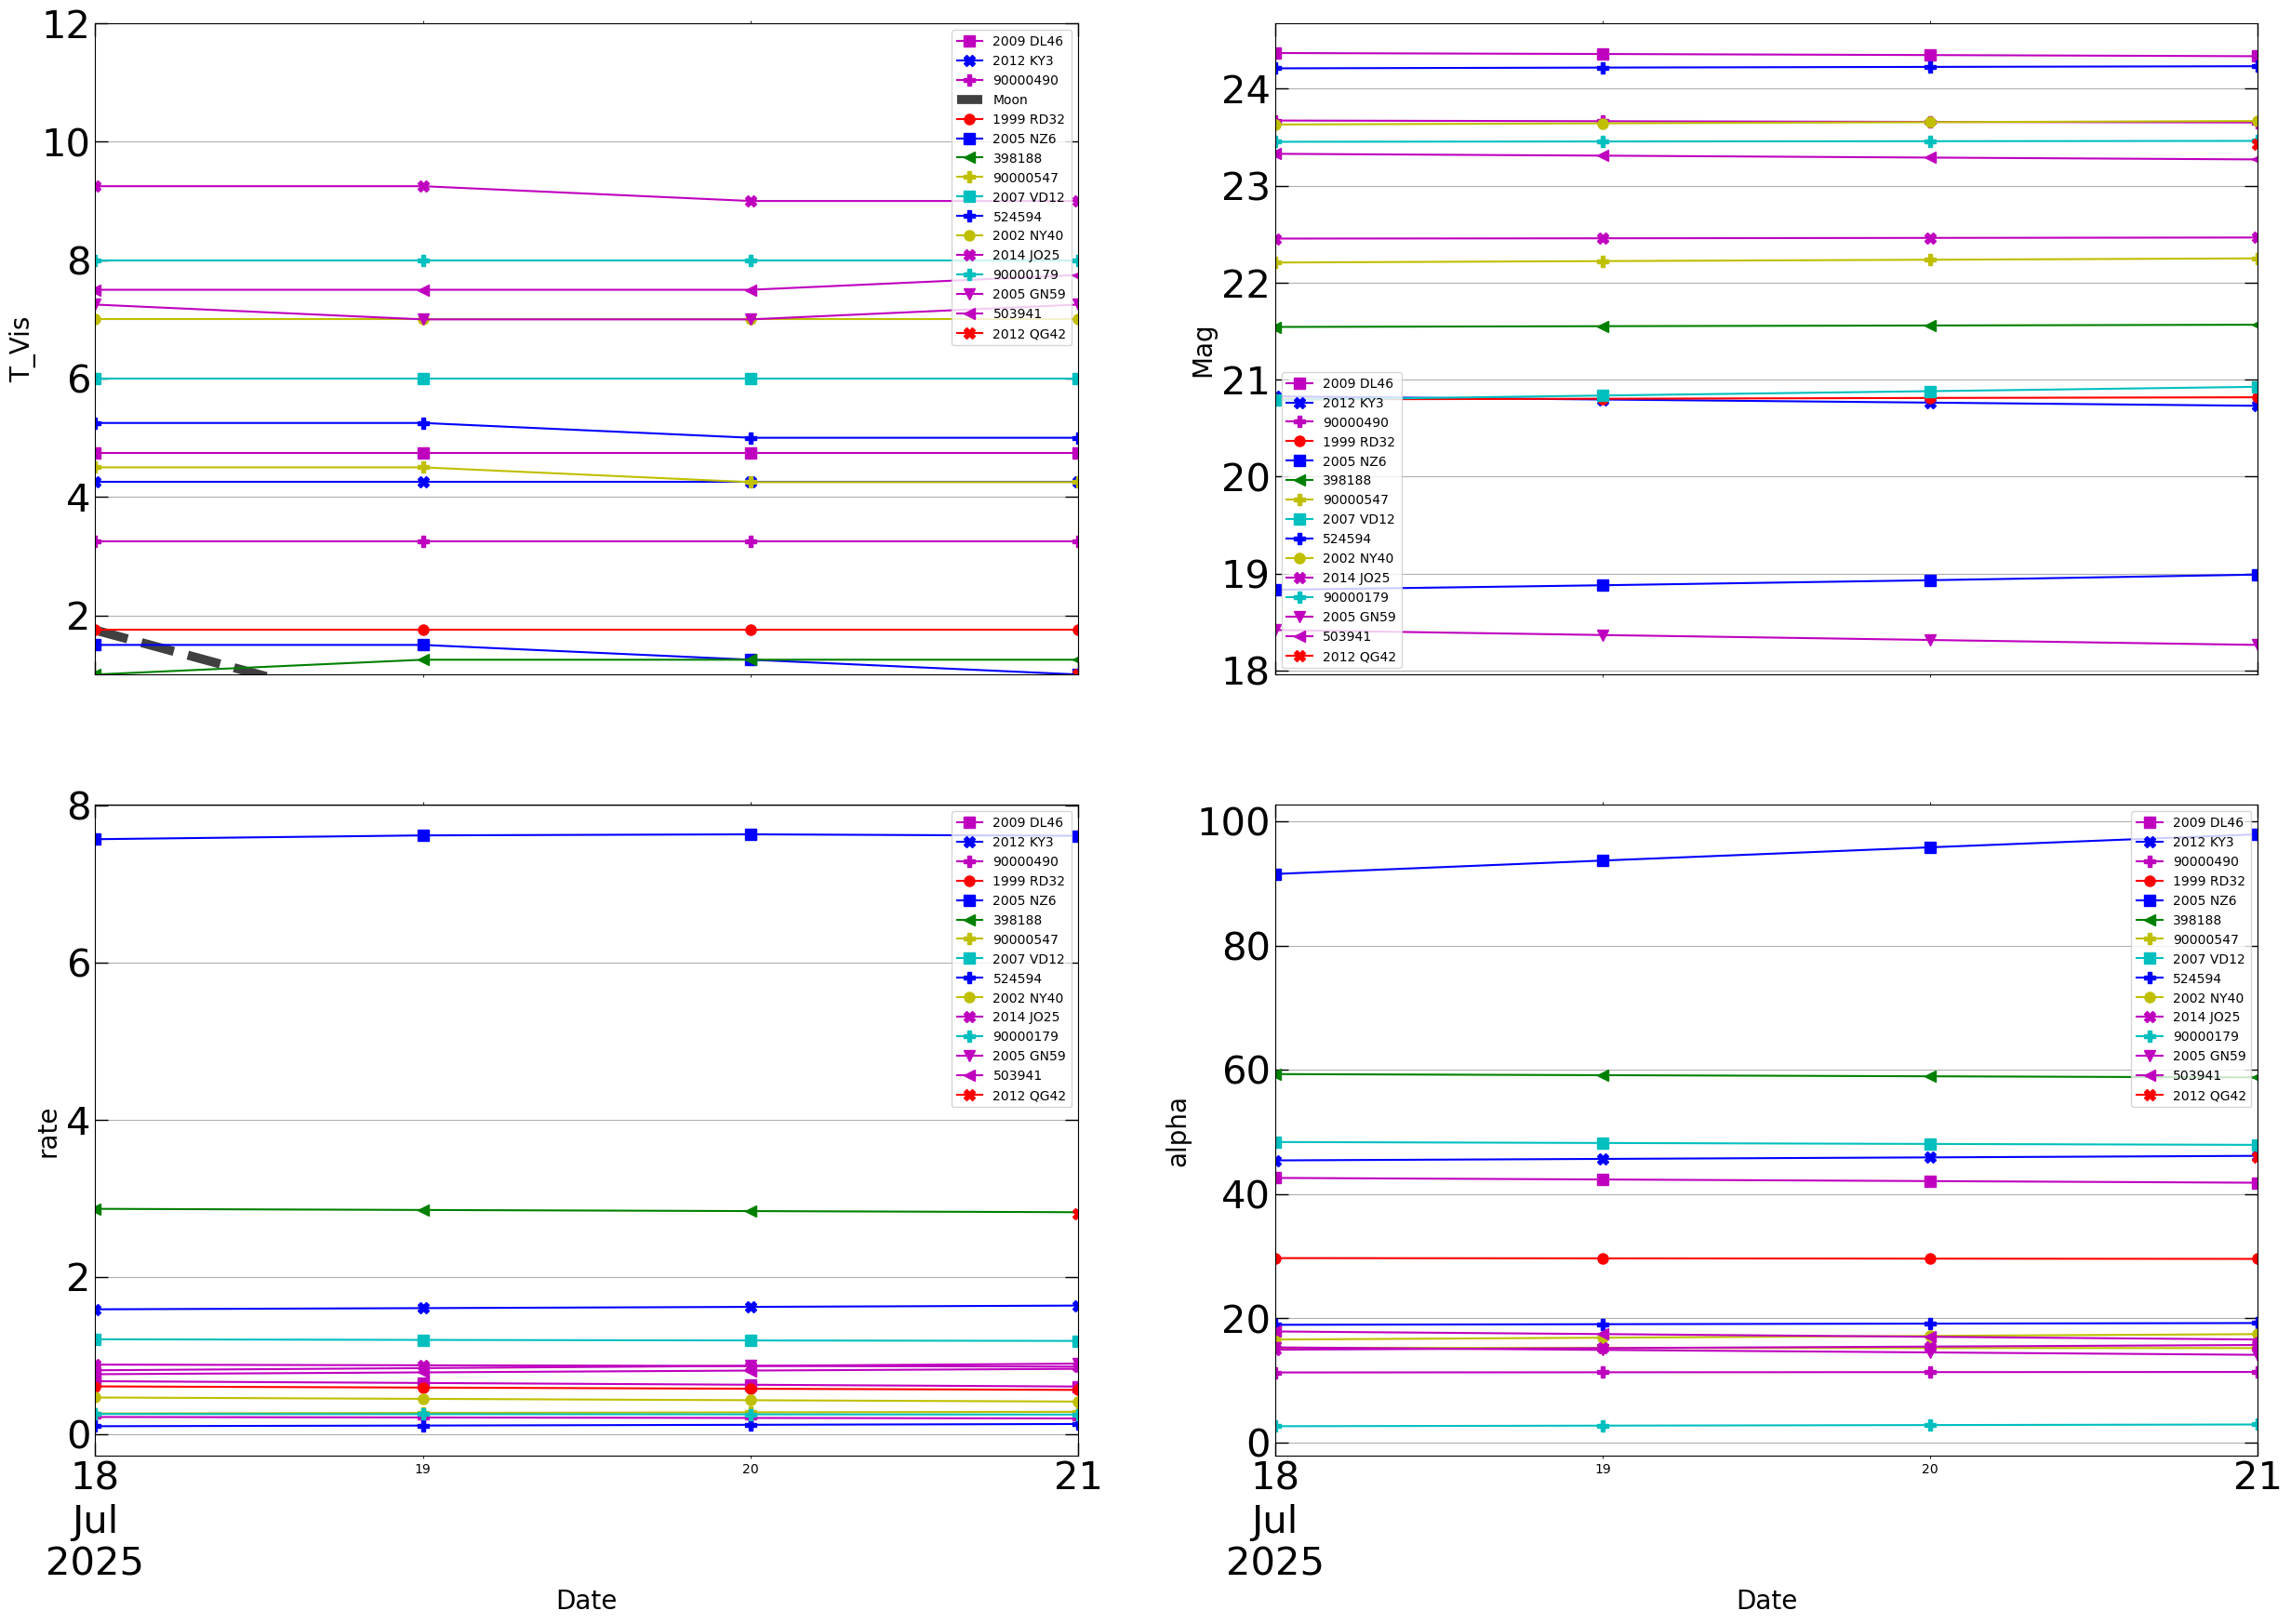 12
10
8
6
4
2
T_Vis
2009 DL46
2012 KY3
90000490
Moon
1999 RD32
2005 NZ6
398188
90000547
2007 VD12
524594
2002 NY40
2014 JO25
90000179
2005 GN59
503941
2012 QG42
24
23
22
21
20
19
18
Mag
2009 DL46
2012 KY3
90000490
1999 RD32
2005 NZ6
398188
90000547
2007 VD12
524594
2002 NY40
2014 JO25
90000179
2005 GN59
503941
2012 QG42
8
6
4
2
0
rate
2009 DL46
2012 KY3
90000490
1999 RD32
2005 NZ6
398188
90000547
2007 VD12
524594
2002 NY40
2014 JO25
90000179
2005 GN59
503941
2012 QG42
18 19 20 21
Jul
2025
Date
100
80
60
40
20
0
alpha
2009 DL46
2012 KY3
90000490
1999 RD32
2005 NZ6
398188
90000547
2007 VD12
524594
2002 NY40
2014 JO25
90000179
2005 GN59
503941
2012 QG42
18 19 20 21
Jul
2025
Date